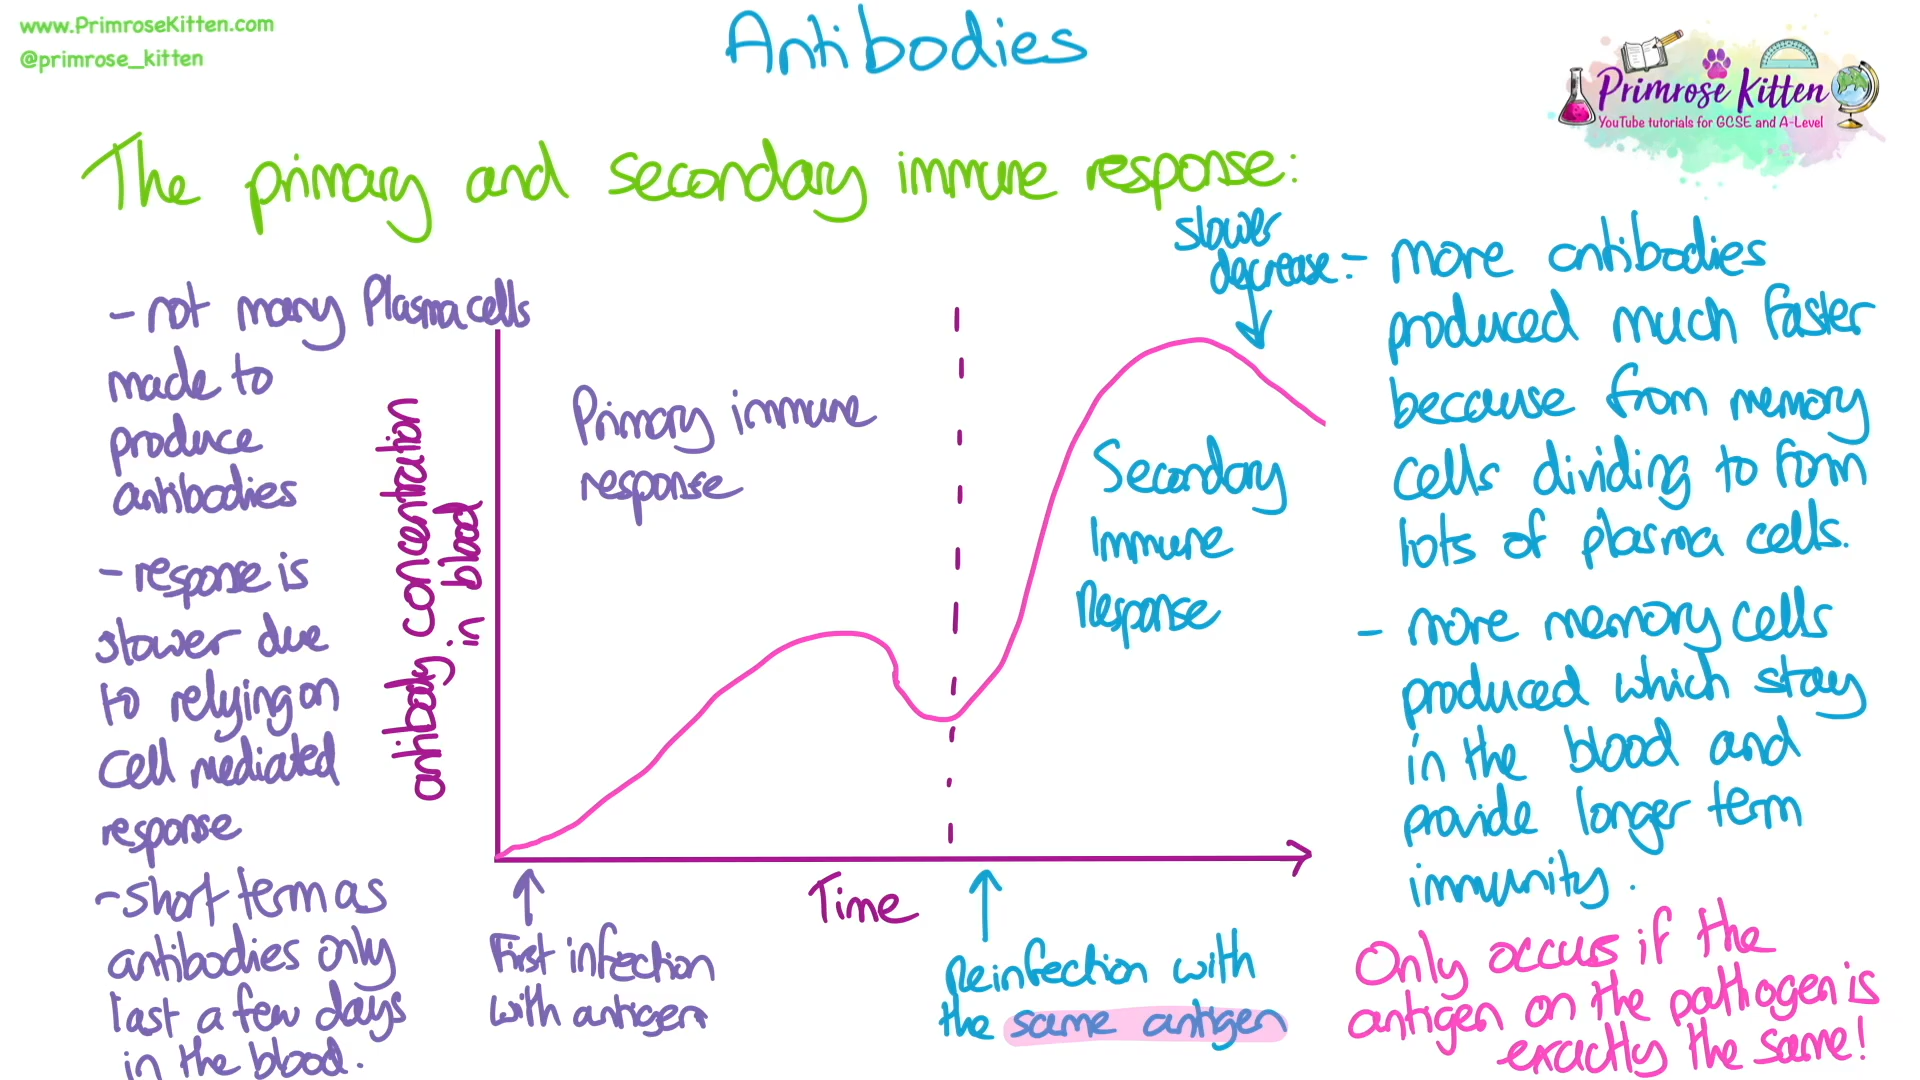 www.PrimroseKitten.com
@primrose_kitten
Antibodies
Primrose Kitten
YouTube tutorials for GCSE and A-Level
The primary and secondary immune response:
- not many Plasma cells
made to
produce
antibodies
- response is
slower due
to relying on
cell mediated
response
- short term as
antibodies only
last a few days
in the blood.
antibody concentration
in blood
Primary immune
response
First infection
with antigen
Time
slower
decrease
Secondary
Immune
Response
Reinfection with
the same antigen
- more antibodies
produced much faster
because from memory
cells dividing to form
lots of plasma cells.
- more memory cells
produced which stay
in the blood and
provide longer term
immunity.
Only occurs if the
antigen on the pathogen is
exactly the same!